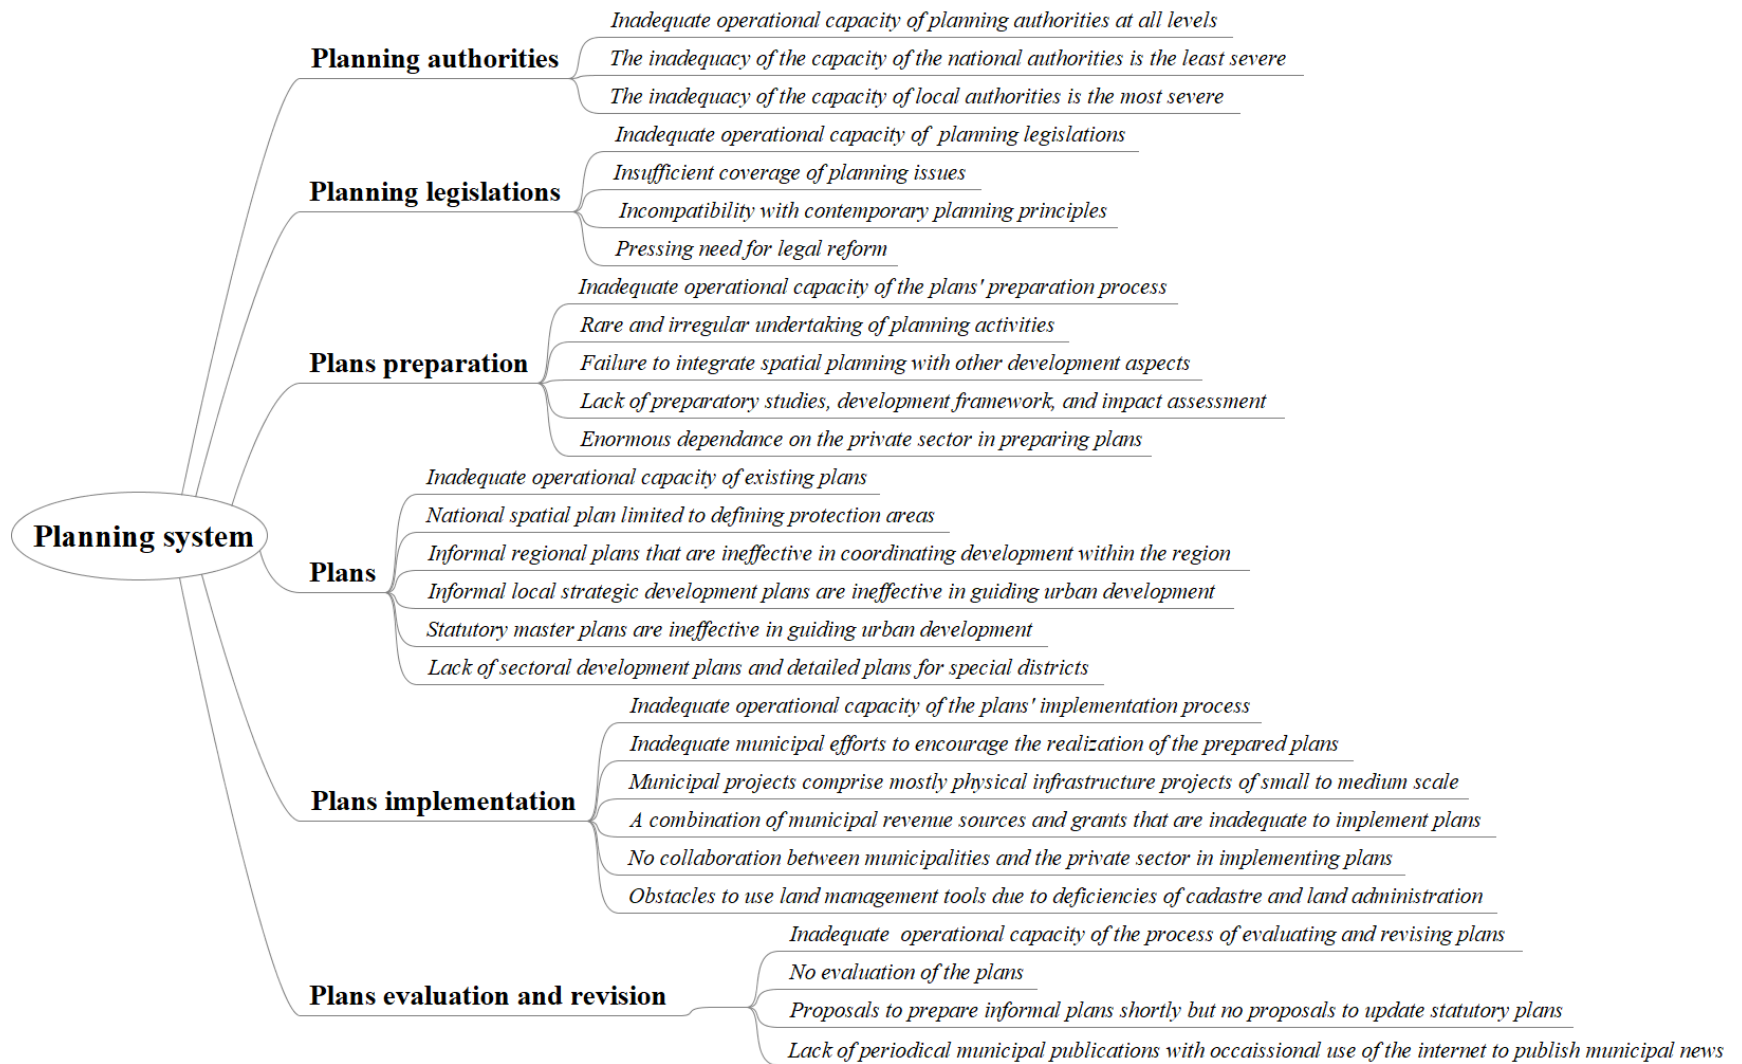 Planning system
Planning authorities
Inadequate operational capacity of planning authorities at all levels
The inadequacy of the capacity of the national authorities is the least severe
The inadequacy of the capacity of local authorities is the most severe
Planning legislations
Inadequate operational capacity of planning legislations
Insufficient coverage of planning issues
Incompatibility with contemporary planning principles
Pressing need for legal reform
Plans preparation
Inadequate operational capacity of the plans' preparation process
Rare and irregular undertaking of planning activities
Failure to integrate spatial planning with other development aspects
Lack of preparatory studies, development framework, and impact assessment
Enormous dependance on the private sector in preparing plans
Plans
Inadequate operational capacity of existing plans
National spatial plan limited to defining protection areas
Informal regional plans that are ineffective in coordinating development within the region
Informal local strategic development plans are ineffective in guiding urban development
Statutory master plans are ineffective in guiding urban development
Lack of sectoral development plans and detailed plans for special districts
Plans implementation
Inadequate operational capacity of the plans' implementation process
Inadequate municipal efforts to encourage the realization of the prepared plans
Municipal projects comprise mostly physical infrastructure projects of small to medium scale
A combination of municipal revenue sources and grants that are inadequate to implement plans
No collaboration between municipalities and the private sector in implementing plans
Obstacles to use land management tools due to deficiencies of cadastre and land administration
Plans evaluation and revision
Inadequate operational capacity of the process of evaluating and revising plans
No evaluation of the plans
Proposals to prepare informal plans shortly but no proposals to update statutory plans
Lack of periodical municipal publications with occaissional use of the internet to publish municipal news